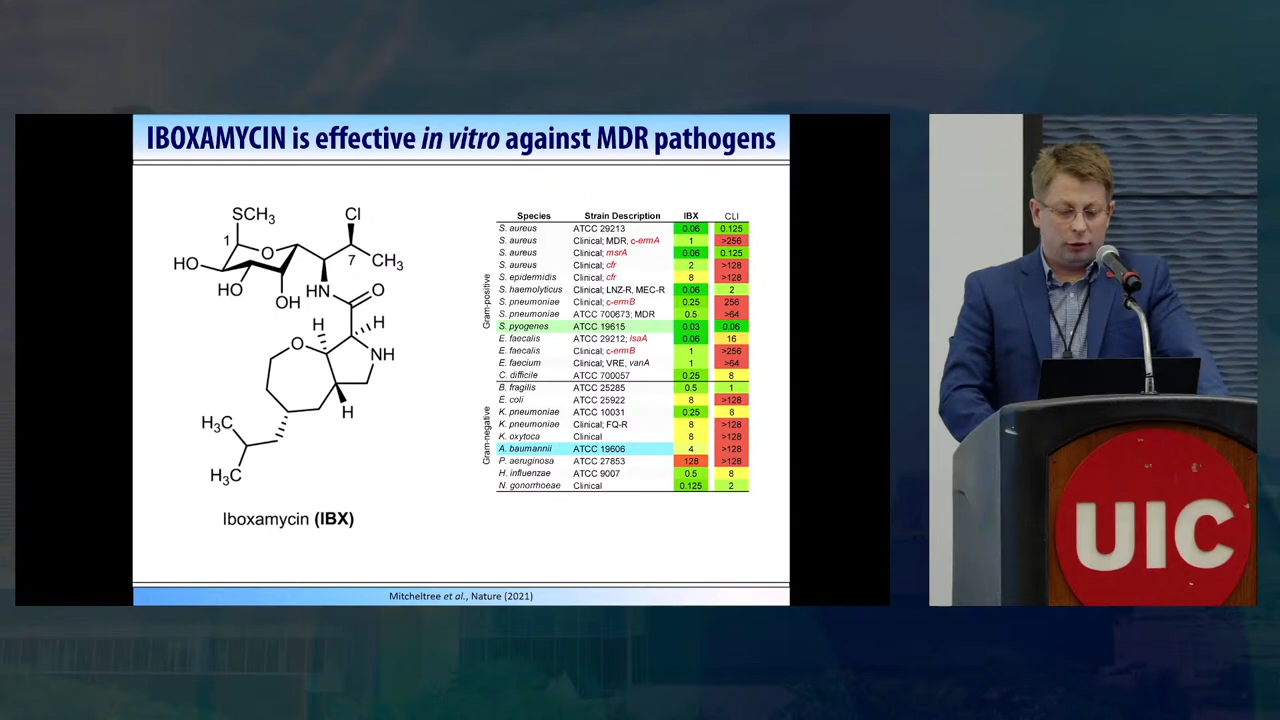 IBOXAMYCIN is effective in vitro against MDR pathogens
SCH₃
Cl
1
O
7
CH₃
HO
HO
OH
HN
O
H
H
O
NH
H
H₃C
H₃C
Iboxamycin (IBX)
Species Strain Description IBX CLI
Gram-positive
S. aureus ATCC 29213 0.06 0.125
S. aureus Clinical; MDR, c-ermA 1 >256
S. aureus Clinical; msrA 0.06 0.125
S. aureus Clinical; cfr 2 >128
S. epidermidis Clinical; cfr 8 >128
S. haemolyticus Clinical; LNZ-R, MEC-R 0.06 2
S. pneumoniae Clinical; c-ermB 0.25 256
S. pneumoniae ATCC 700673; MDR 0.5 >64
S. pyogenes ATCC 19615 0.03 0.06
E. faecalis ATCC 29212; lsaA 0.06 16
E. faecalis Clinical; c-ermB 1 >256
E. faecium Clinical; VRE, vanA 1 >64
C. difficile ATCC 700057 0.25 8
Gram-negative
B. fragilis ATCC 25285 0.5 1
E. coli ATCC 25922 8 >128
K. pneumoniae ATCC 10031 0.25 8
K. pneumoniae Clinical; FQ-R 8 >128
K. oxytoca Clinical 8 >128
A. baumannii ATCC 19606 4 >128
P. aeruginosa ATCC 27853 128 >128
H. influenzae ATCC 9007 0.5 8
N. gonorrhoeae Clinical 0.125 2
Mitcheltree et al., Nature (2021)
UIC